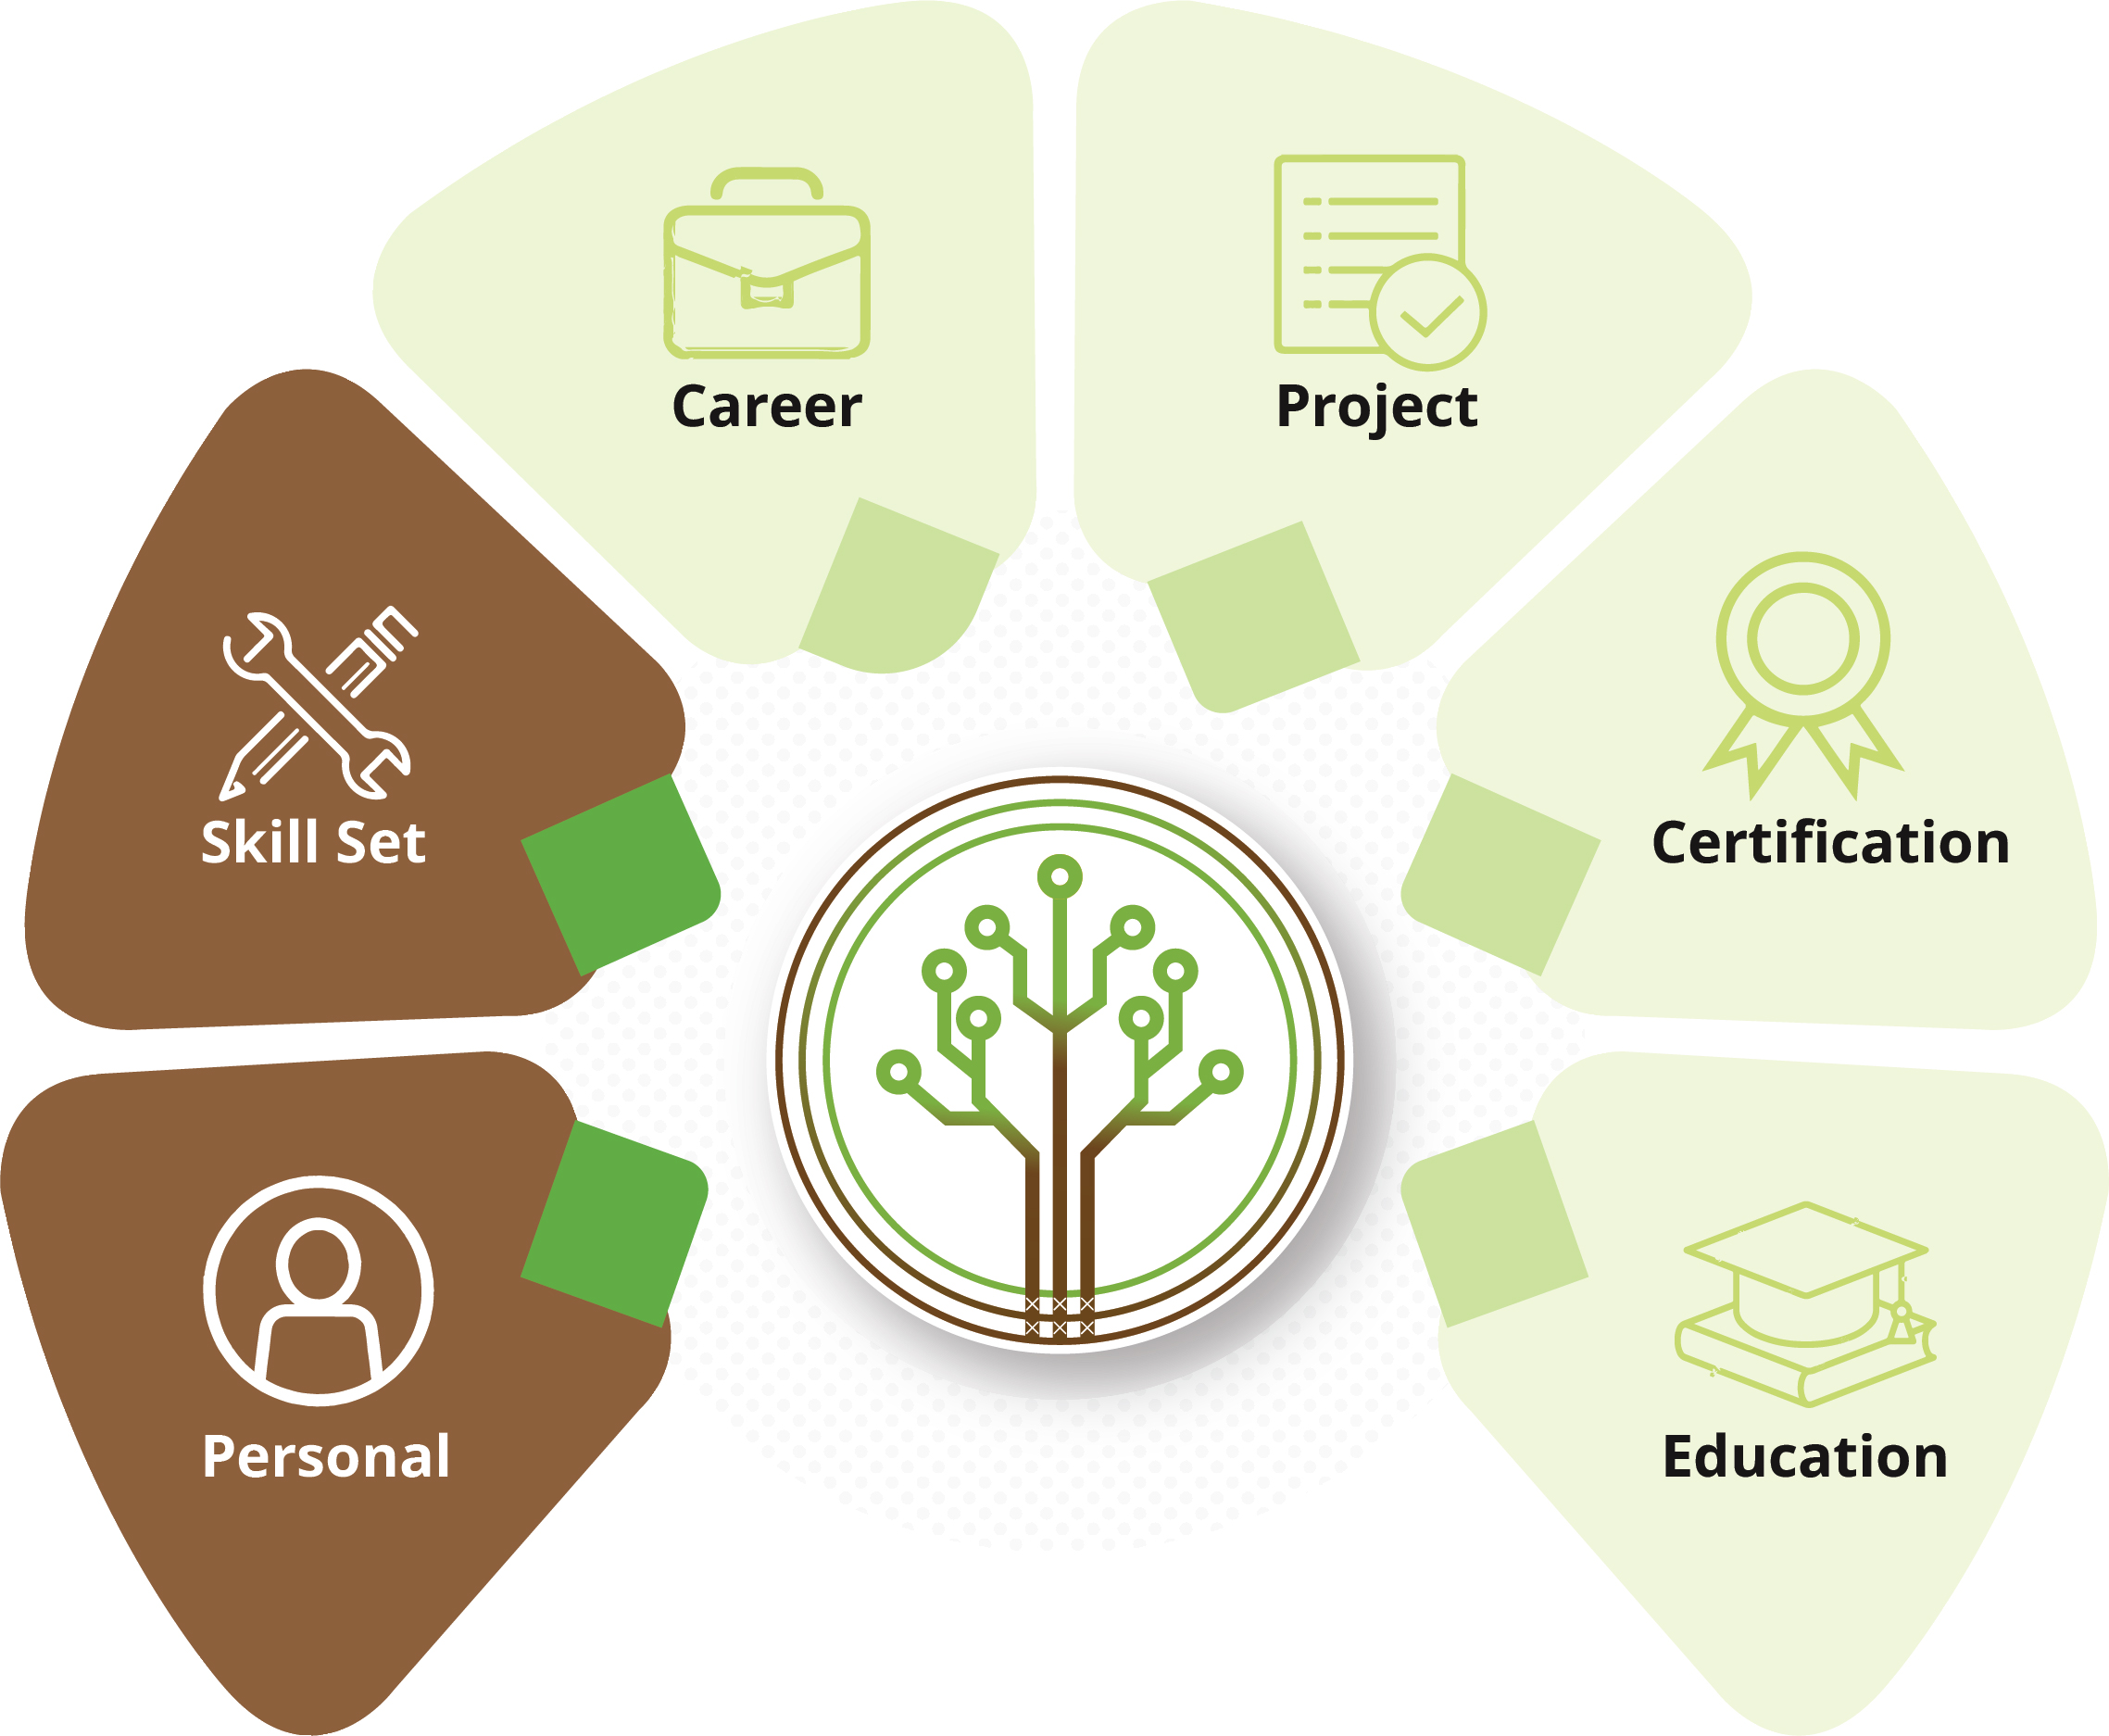 Career
Project
Skill Set
Certification
Personal
Education